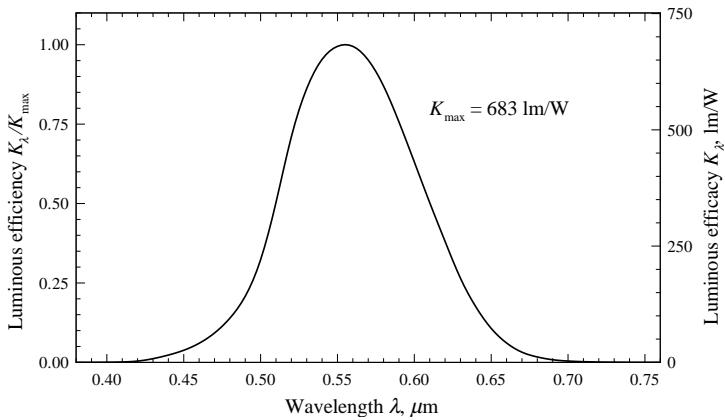 Luminous efficiency K_λ/K_max
1.00
0.75
0.50
0.25
0.00
K_max = 683 lm/W
750
500
250
0
Luminous efficacy K_λ, lm/W
0.40 0.45 0.50 0.55 0.60 0.65 0.70 0.75
Wavelength λ, μm